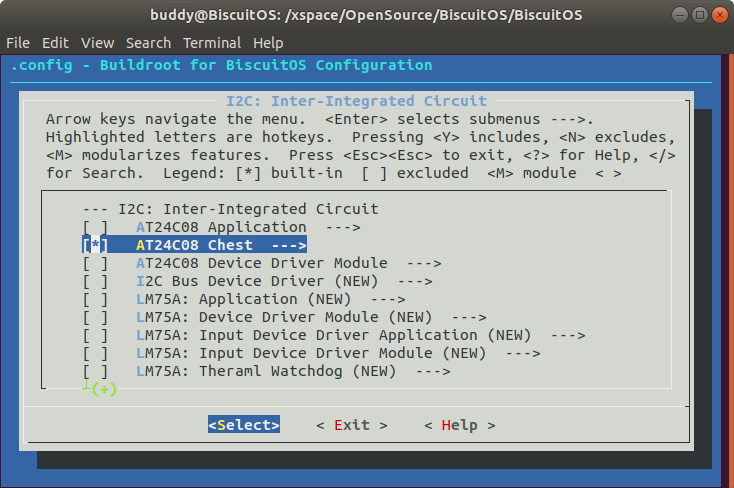 buddy@BiscuitOS: /xspace/OpenSource/BiscuitOS/BiscuitOS
File Edit View Search Terminal Help
.config - Buildroot for BiscuitOS Configuration
I2C: Inter-Integrated Circuit
Arrow keys navigate the menu. <Enter> selects submenus --->.
Highlighted letters are hotkeys. Pressing <Y> includes, <N> excludes,
<M> modularizes features. Press <Esc><Esc> to exit, <?> for Help, </>
for Search. Legend: [*] built-in [ ] excluded <M> module < >
--- I2C: Inter-Integrated Circuit
[ ] AT24C08 Application --->
[*] AT24C08 Chest --->
[ ] AT24C08 Device Driver Module --->
[ ] I2C Bus Device Driver (NEW) --->
[ ] LM75A: Application (NEW) --->
[ ] LM75A: Device Driver Module (NEW) --->
[ ] LM75A: Input Device Driver Application (NEW) --->
[ ] LM75A: Input Device Driver Module (NEW) --->
[ ] LM75A: Theraml Watchdog (NEW) --->
┴(+)
<Select> < Exit > < Help >